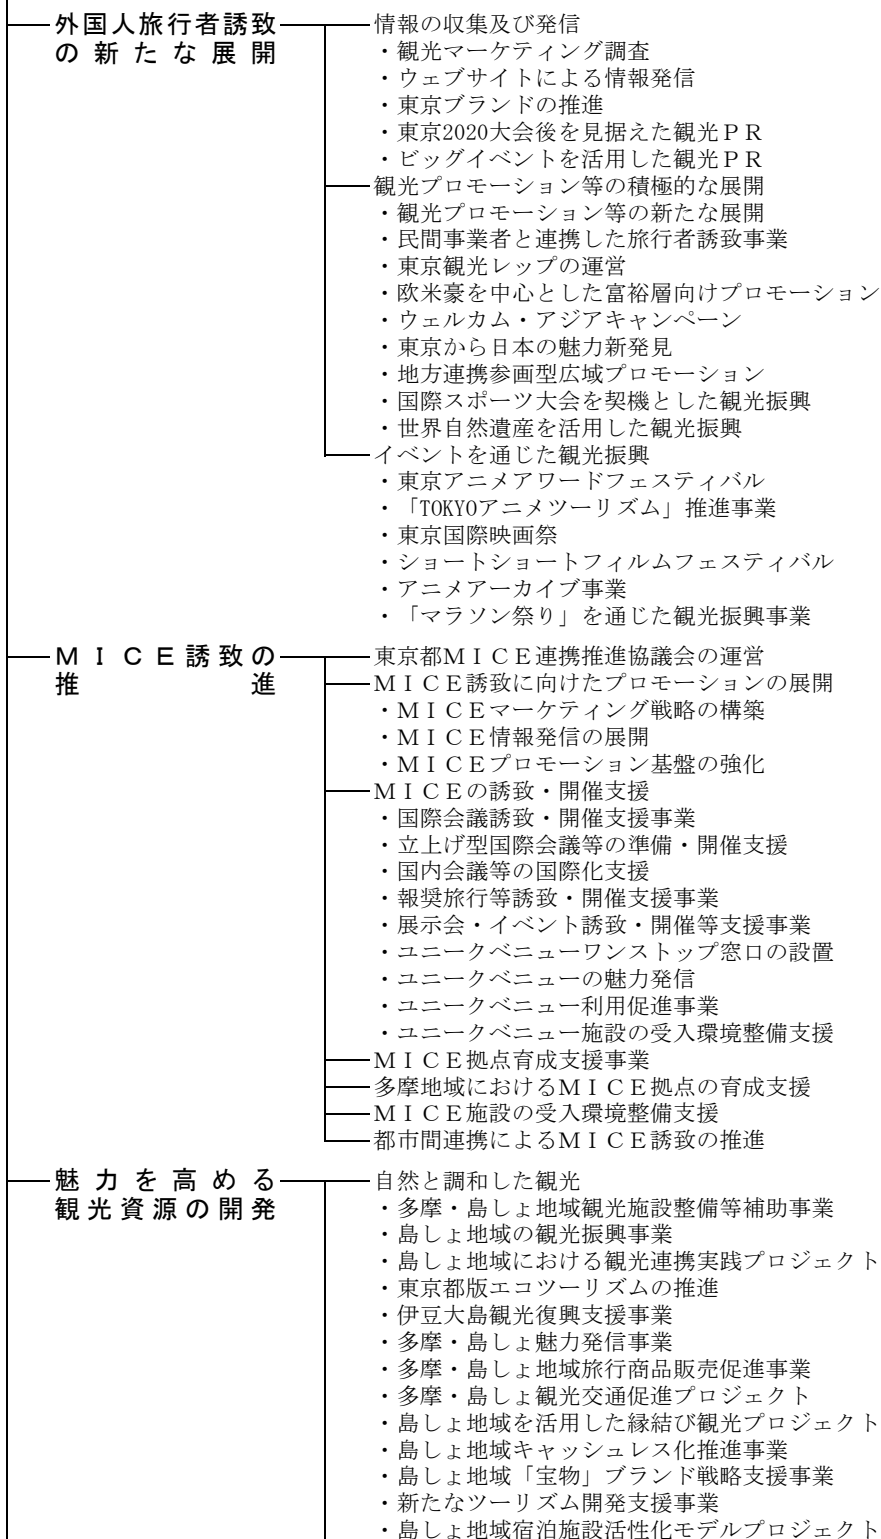 外国人旅行者誘致
の新たな展開
情報の収集及び発信
・観光マーケティング調査
・ウェブサイトによる情報発信
・東京ブランドの推進
・東京2020大会後を見据えた観光ＰＲ
・ビッグイベントを活用した観光ＰＲ
観光プロモーション等の積極的な展開
・観光プロモーション等の新たな展開
・民間事業者と連携した旅行者誘致事業
・東京観光レップの運営
・欧米豪を中心とした富裕層向けプロモーション
・ウェルカム・アジアキャンペーン
・東京から日本の魅力新発見
・地方連携参画型広域プロモーション
・国際スポーツ大会を契機とした観光振興
・世界自然遺産を活用した観光振興
イベントを通じた観光振興
・東京アニメアワードフェスティバル
・「TOKYOアニメツーリズム」推進事業
・東京国際映画祭
・ショートショートフィルムフェスティバル
・アニメアーカイブ事業
・「マラソン祭り」を通じた観光振興事業
ＭＩＣＥ誘致の
推進
東京都ＭＩＣＥ連携推進協議会の運営
ＭＩＣＥ誘致に向けたプロモーションの展開
・ＭＩＣＥマーケティング戦略の構築
・ＭＩＣＥ情報発信の展開
・ＭＩＣＥプロモーション基盤の強化
ＭＩＣＥの誘致・開催支援
・国際会議誘致・開催支援事業
・立上げ型国際会議等の準備・開催支援
・国内会議等の国際化支援
・報奨旅行等誘致・開催支援事業
・展示会・イベント誘致・開催等支援事業
・ユニークベニューワンストップ窓口の設置
・ユニークベニューの魅力発信
・ユニークベニュー利用促進事業
・ユニークベニュー施設の受入環境整備支援
ＭＩＣＥ拠点育成支援事業
多摩地域におけるＭＩＣＥ拠点の育成支援
ＭＩＣＥ施設の受入環境整備支援
都市間連携によるＭＩＣＥ誘致の推進
魅力を高める
観光資源の開発
自然と調和した観光
・多摩・島しょ地域観光施設整備等補助事業
・島しょ地域の観光振興事業
・島しょ地域における観光連携実践プロジェクト
・東京都版エコツーリズムの推進
・伊豆大島観光復興支援事業
・多摩・島しょ魅力発信事業
・多摩・島しょ地域旅行商品販売促進事業
・多摩・島しょ観光交通促進プロジェクト
・島しょ地域を活用した縁結び観光プロジェクト
・島しょ地域キャッシュレス化推進事業
・島しょ地域「宝物」ブランド戦略支援事業
・新たなツーリズム開発支援事業
・島しょ地域宿泊施設活性化モデルプロジェクト